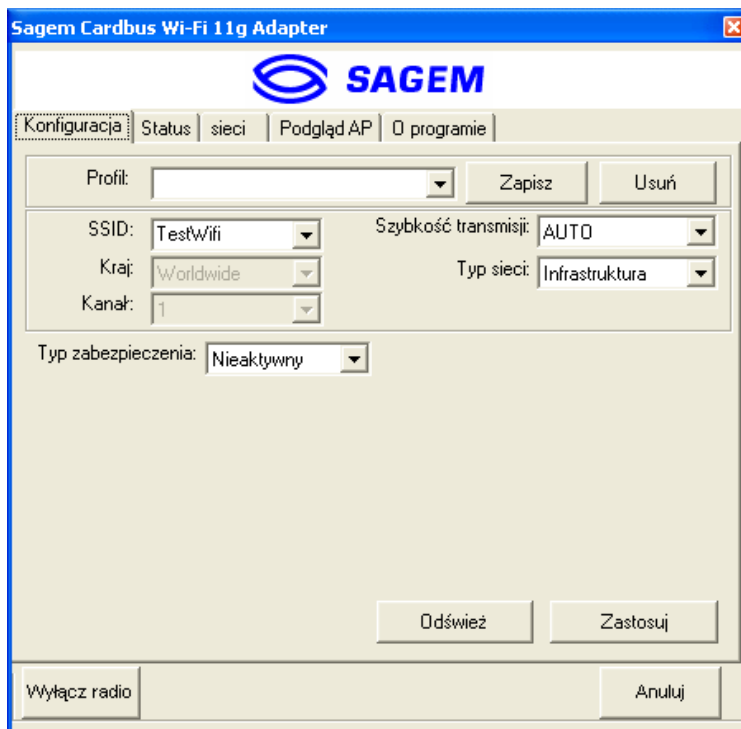 Sagem Cardbus Wi-Fi 11g Adapter
SAGEM
Konfiguracja Status sieci Podgląd AP O programie
Profil: Zapisz Usuń
SSID: TestWifi Szybkość transmisji: AUTO
Kraj: Worldwide Typ sieci: Infrastruktura
Kanał: 1
Typ zabezpieczenia: Nieaktywny
Odśwież Zastosuj
Wyłącz radio Anuluj